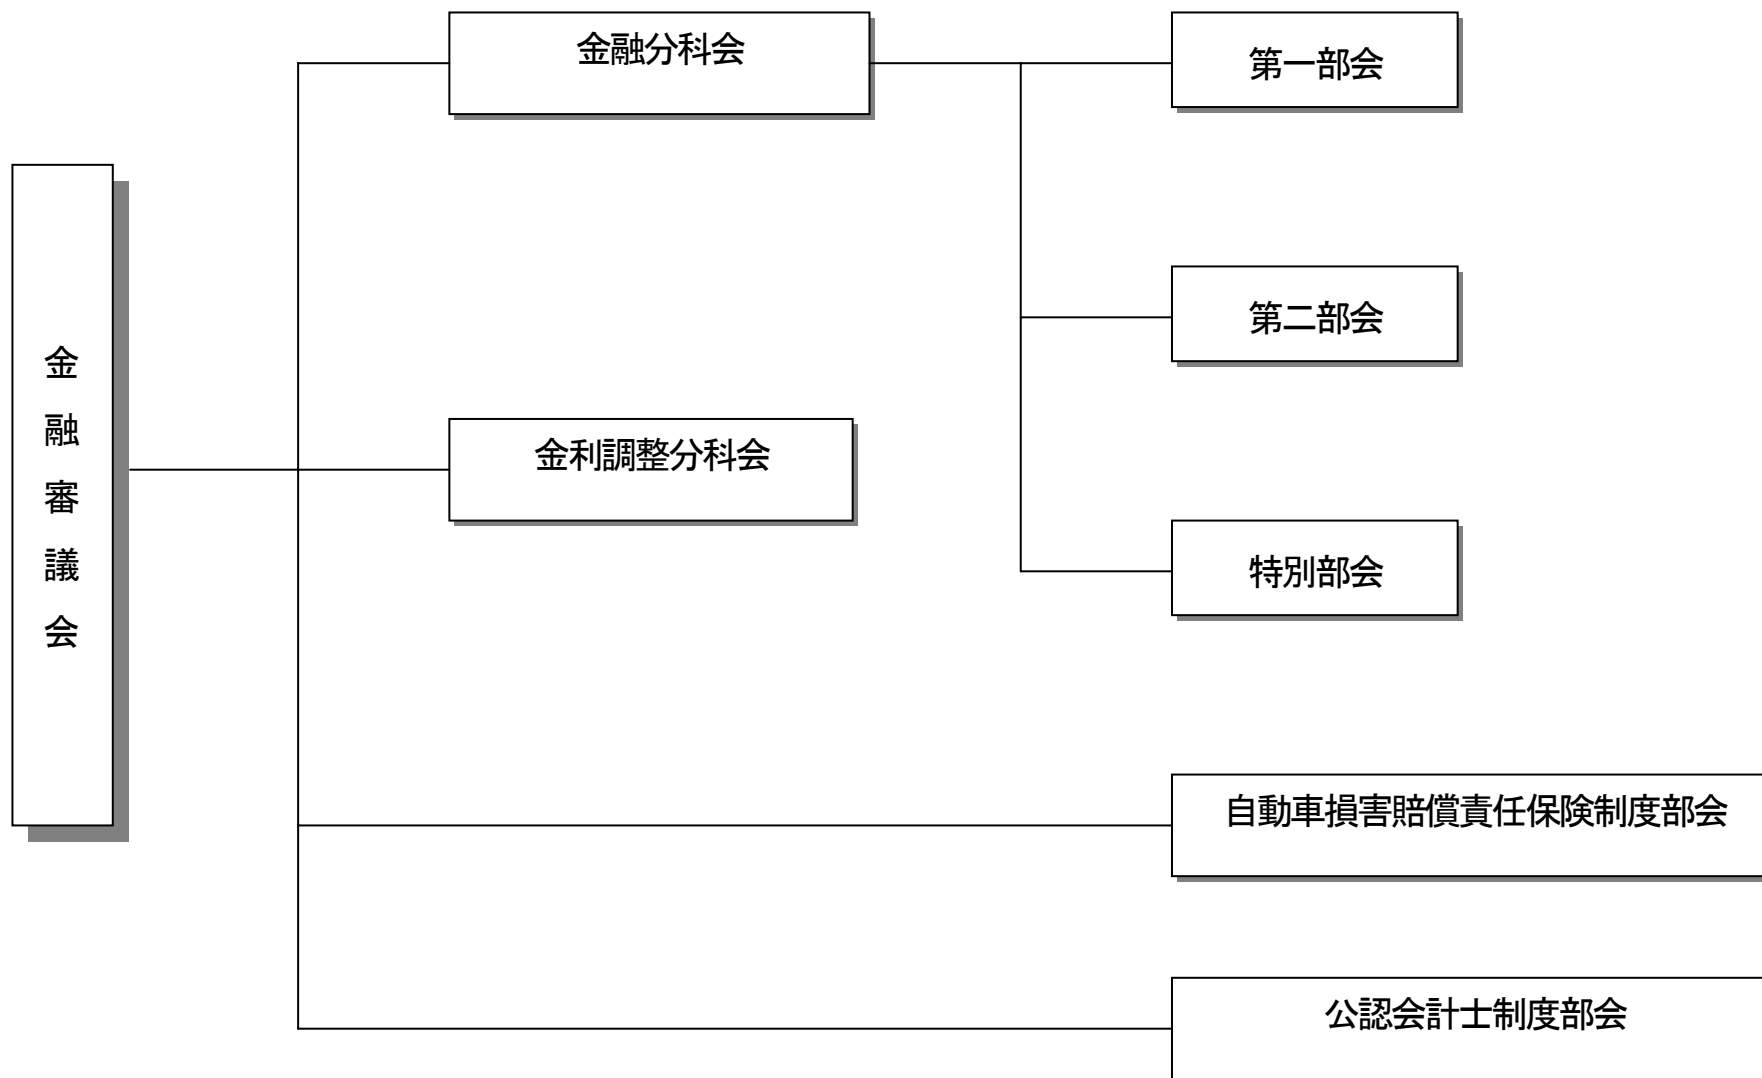 金融審議会
金融分科会
第一部会
第二部会
特別部会
金利調整分科会
自動車損害賠償責任保険制度部会
公認会計士制度部会